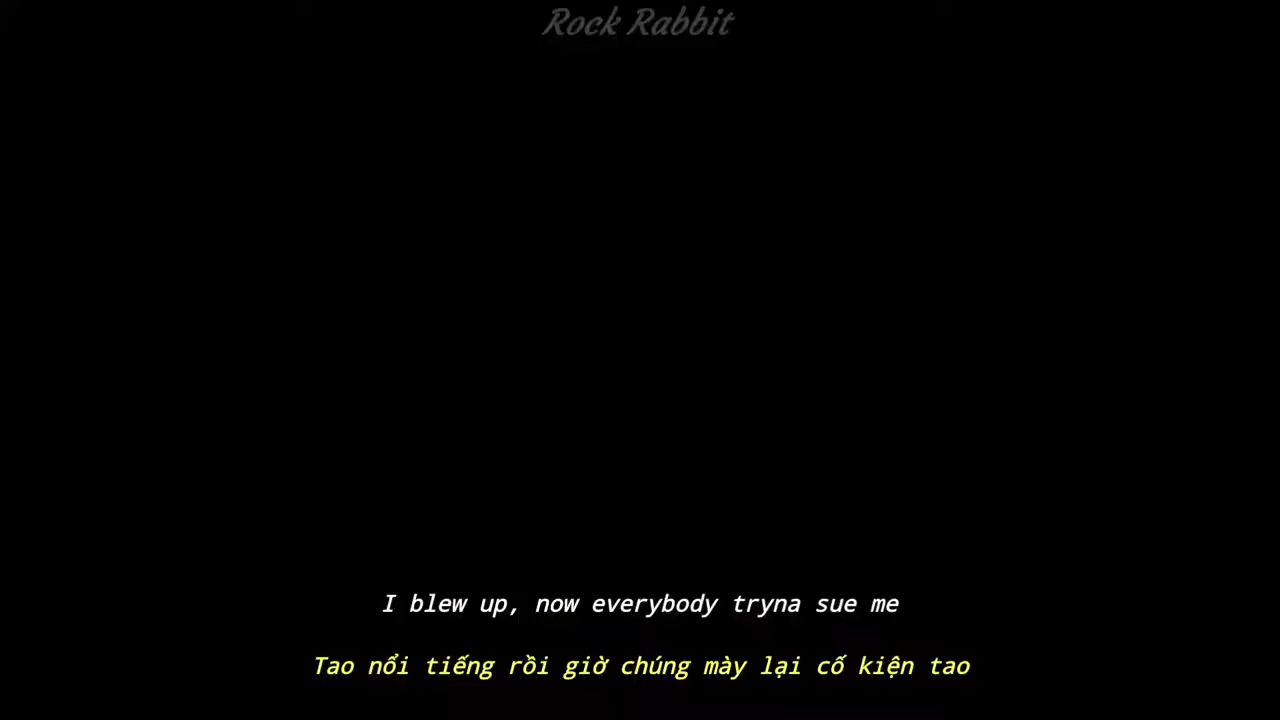 Rock Rabbit
I blew up, now everybody tryna sue me
Tao nổi tiếng rồi giờ chúng mày lại cố kiện tao